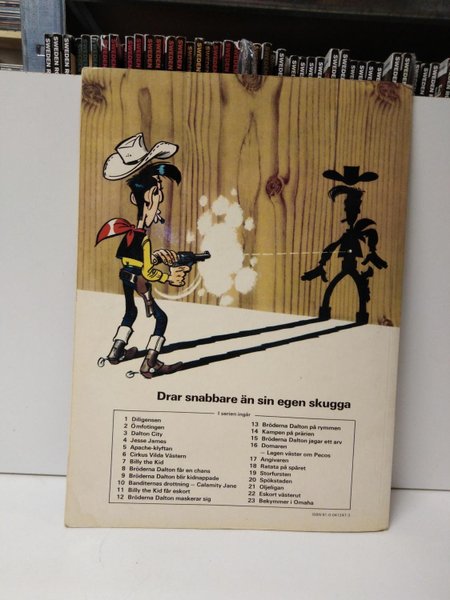 SWEDEN ROCK
Drar snabbare än sin egen skugga
I serien ingår
1 Diligensen
2 Ömfotingen
3 Dalton City
4 Jesse James
5 Apache-klyftan
6 Cirkus Vilda Västern
7 Billy the Kid
8 Bröderna Dalton får en chans
9 Bröderna Dalton blir kidnappade
10 Banditernas drottning – Calamity Jane
11 Billy the Kid får eskort
12 Bröderna Dalton maskerar sig
13 Bröderna Dalton på rymmen
14 Kampen på prärien
15 Bröderna Dalton jagar ett arv
16 Domaren
– Lagen väster om Pecos
17 Angivaren
18 Ratata på spåret
19 Storfursten
20 Spökstaden
21 Oljeligan
22 Eskort västerut
23 Bekymmer i Omaha